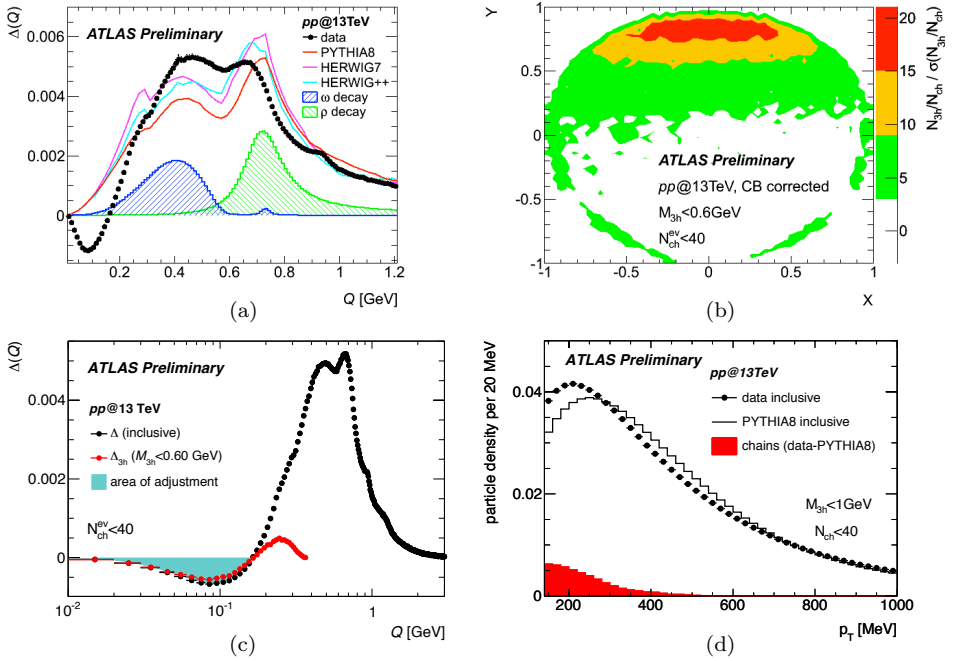 Δ(Q)
0.006
0.004
0.002
0
ATLAS Preliminary
pp@13TeV
data
PYTHIA8
HERWIG7
HERWIG++
ω decay
ρ decay
0.2 0.4 0.6 0.8 1 1.2
Q [GeV]
(a)
Y
1
0.5
0
-0.5
-1
ATLAS Preliminary
pp@13TeV, CB corrected
M3h<0.6GeV
N^ev_ch<40
-1 -0.5 0 0.5 1
X
20
15
10
5
0
N3h/Nch / σ(N3h/Nch)
(b)
Δ(Q)
0.004
0.002
0
ATLAS Preliminary
pp@13 TeV
Δ (inclusive)
Δ3h (M3h<0.60 GeV)
area of adjustment
N^ev_ch<40
10^-2 10^-1 1
Q [GeV]
(c)
particle density per 20 MeV
0.04
0.02
0
ATLAS Preliminary
pp@13TeV
data inclusive
PYTHIA8 inclusive
chains (data-PYTHIA8)
M3h<1GeV
Nch<40
200 400 600 800 1000
pT [MeV]
(d)